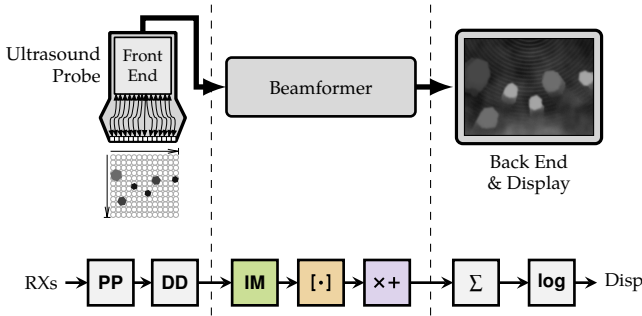 Ultrasound
Probe
Front
End
Beamformer
Back End
& Display
RXs
PP
DD
IM
[·]
×+
Σ
log
Disp